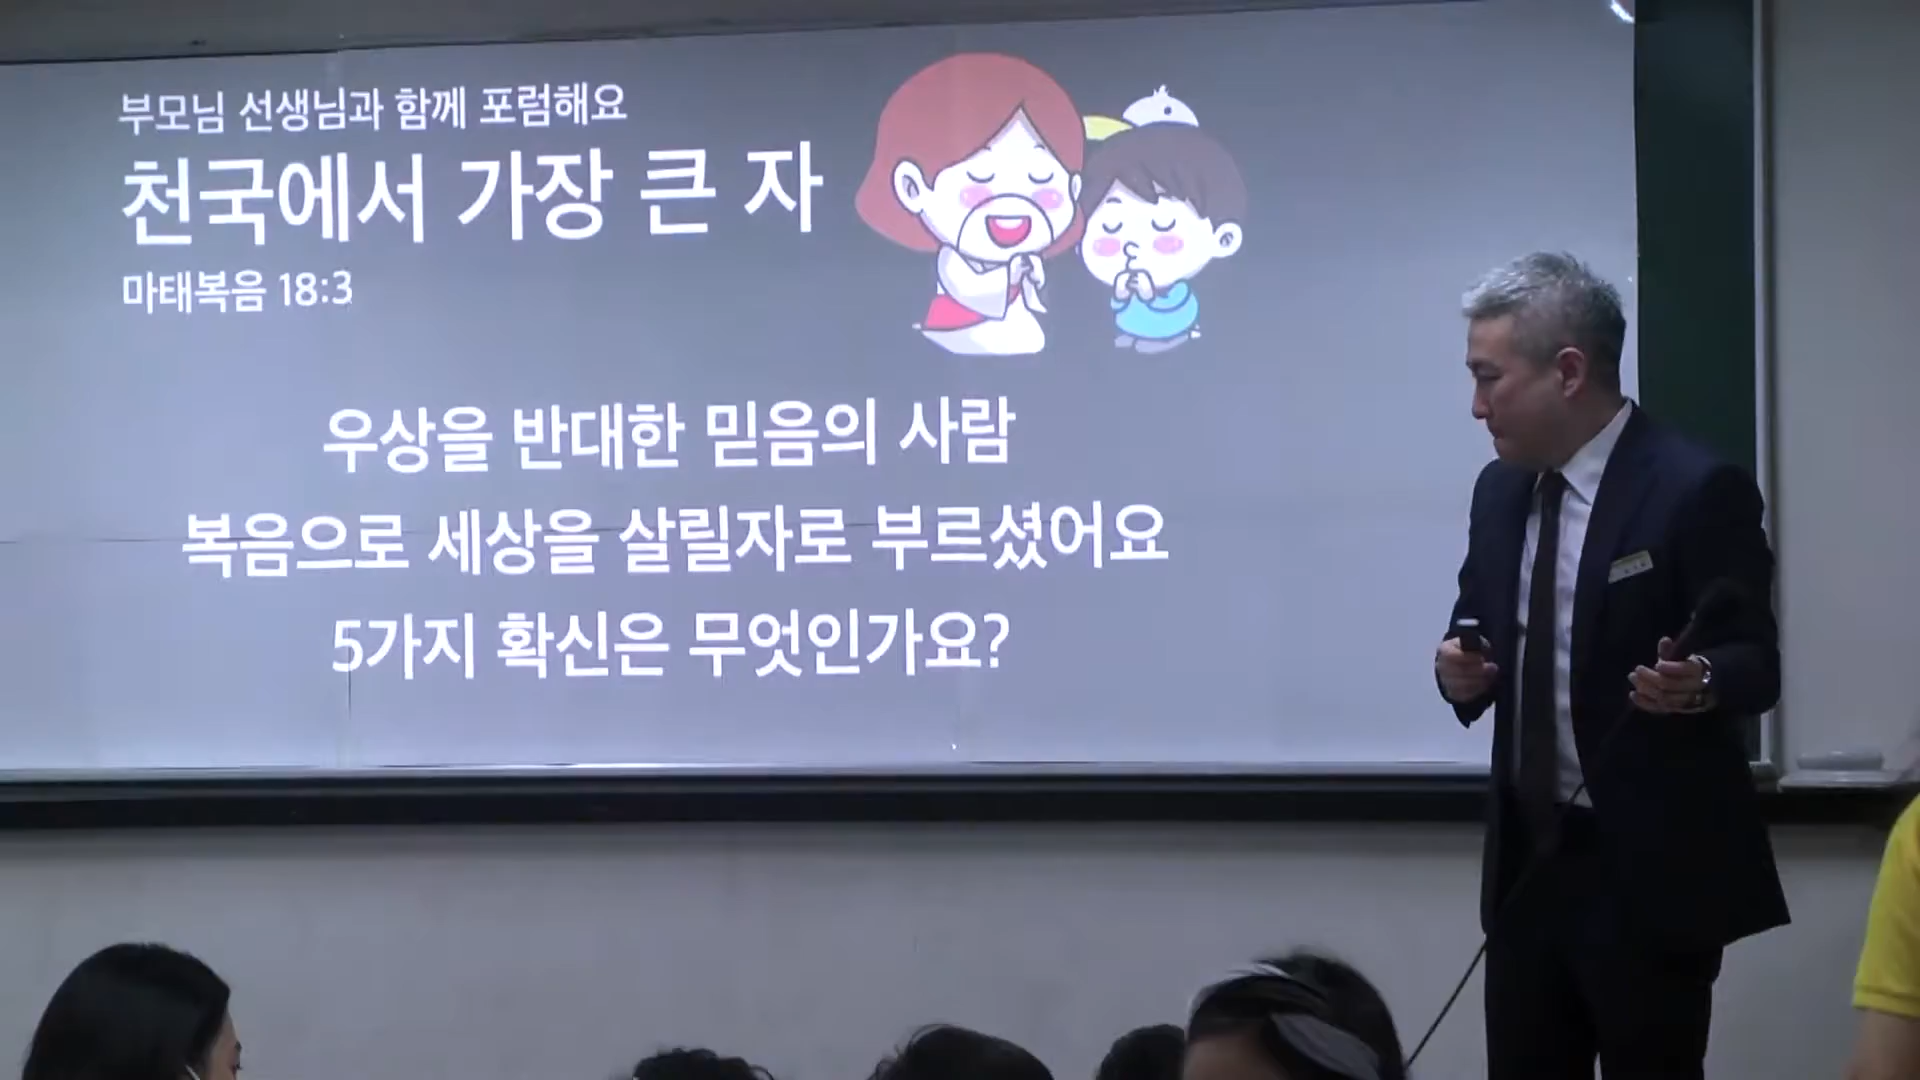 부모님 선생님과 함께 포럼해요
천국에서 가장 큰 자
마태복음 18:3
우상을 반대한 믿음의 사람
복음으로 세상을 살릴자로 부르셨어요
5가지 확신은 무엇인가요?